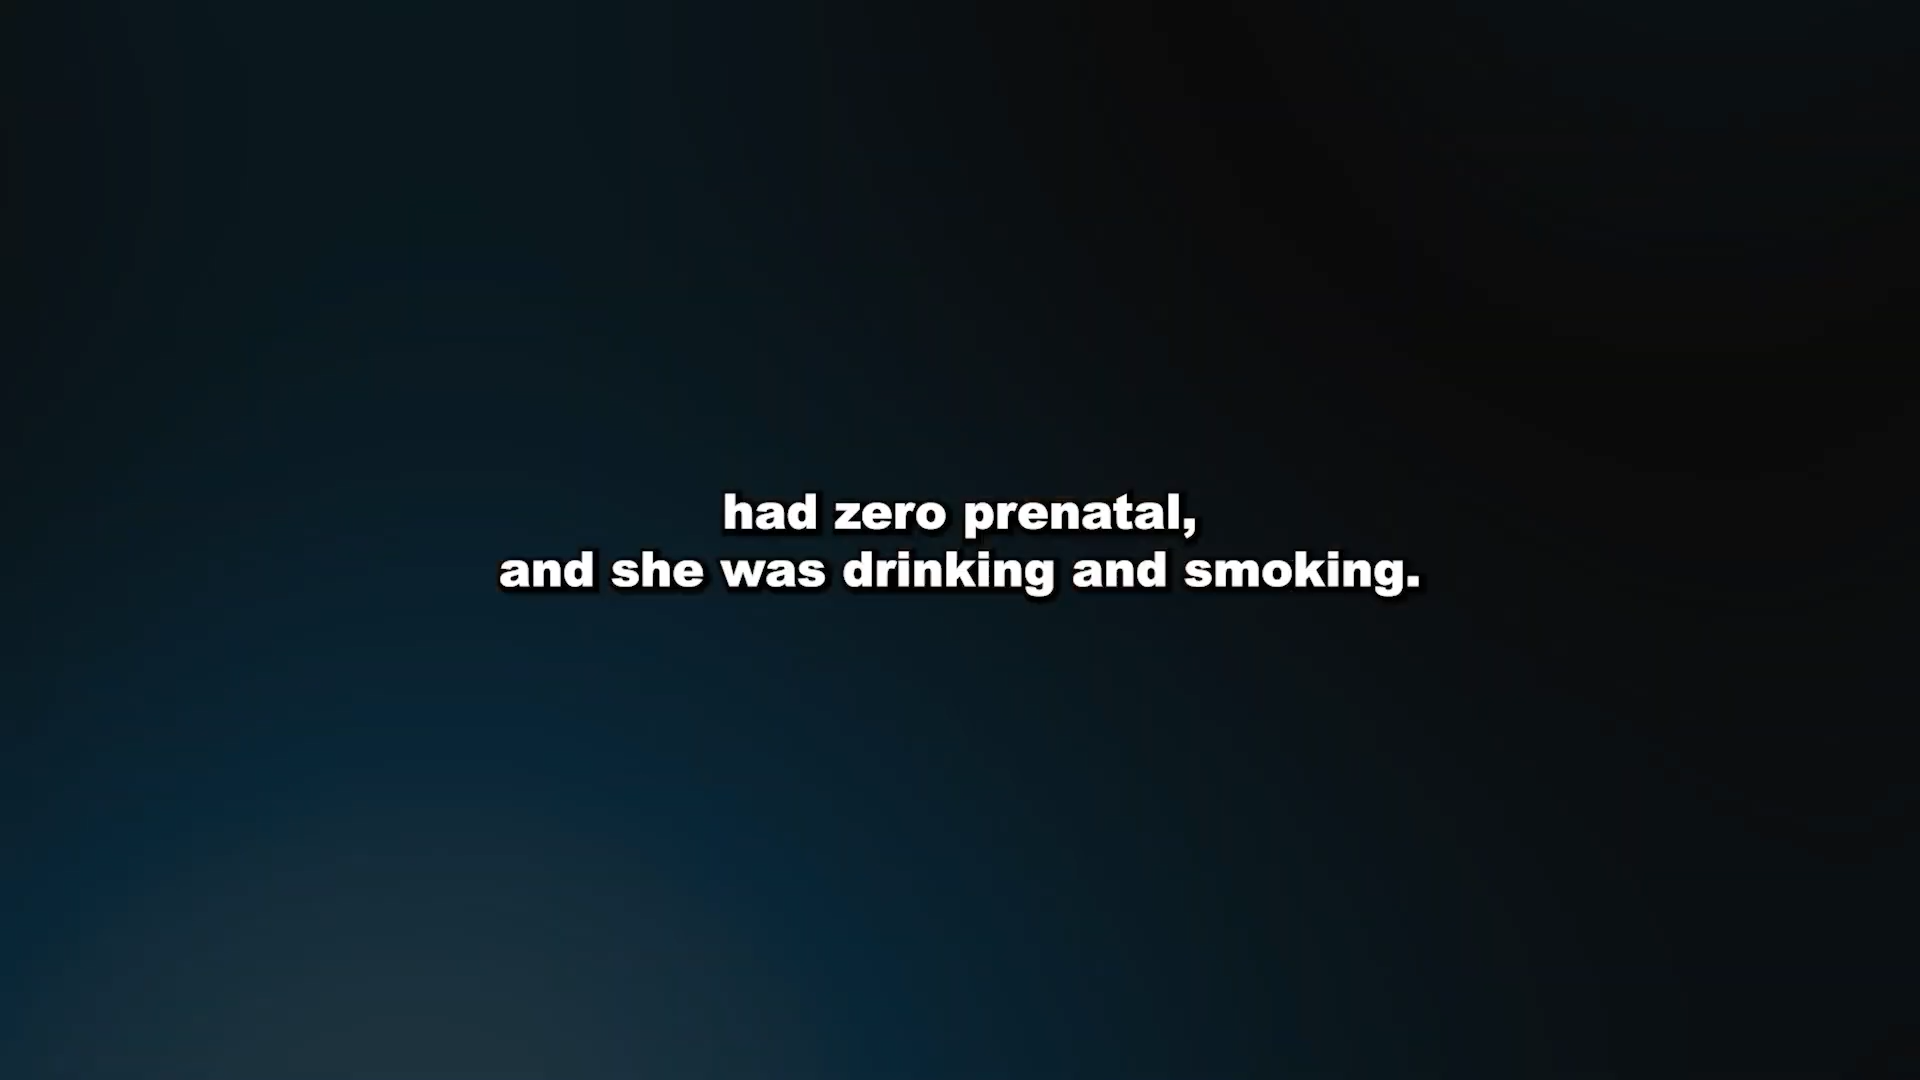 had zero prenatal,
and she was drinking and smoking.